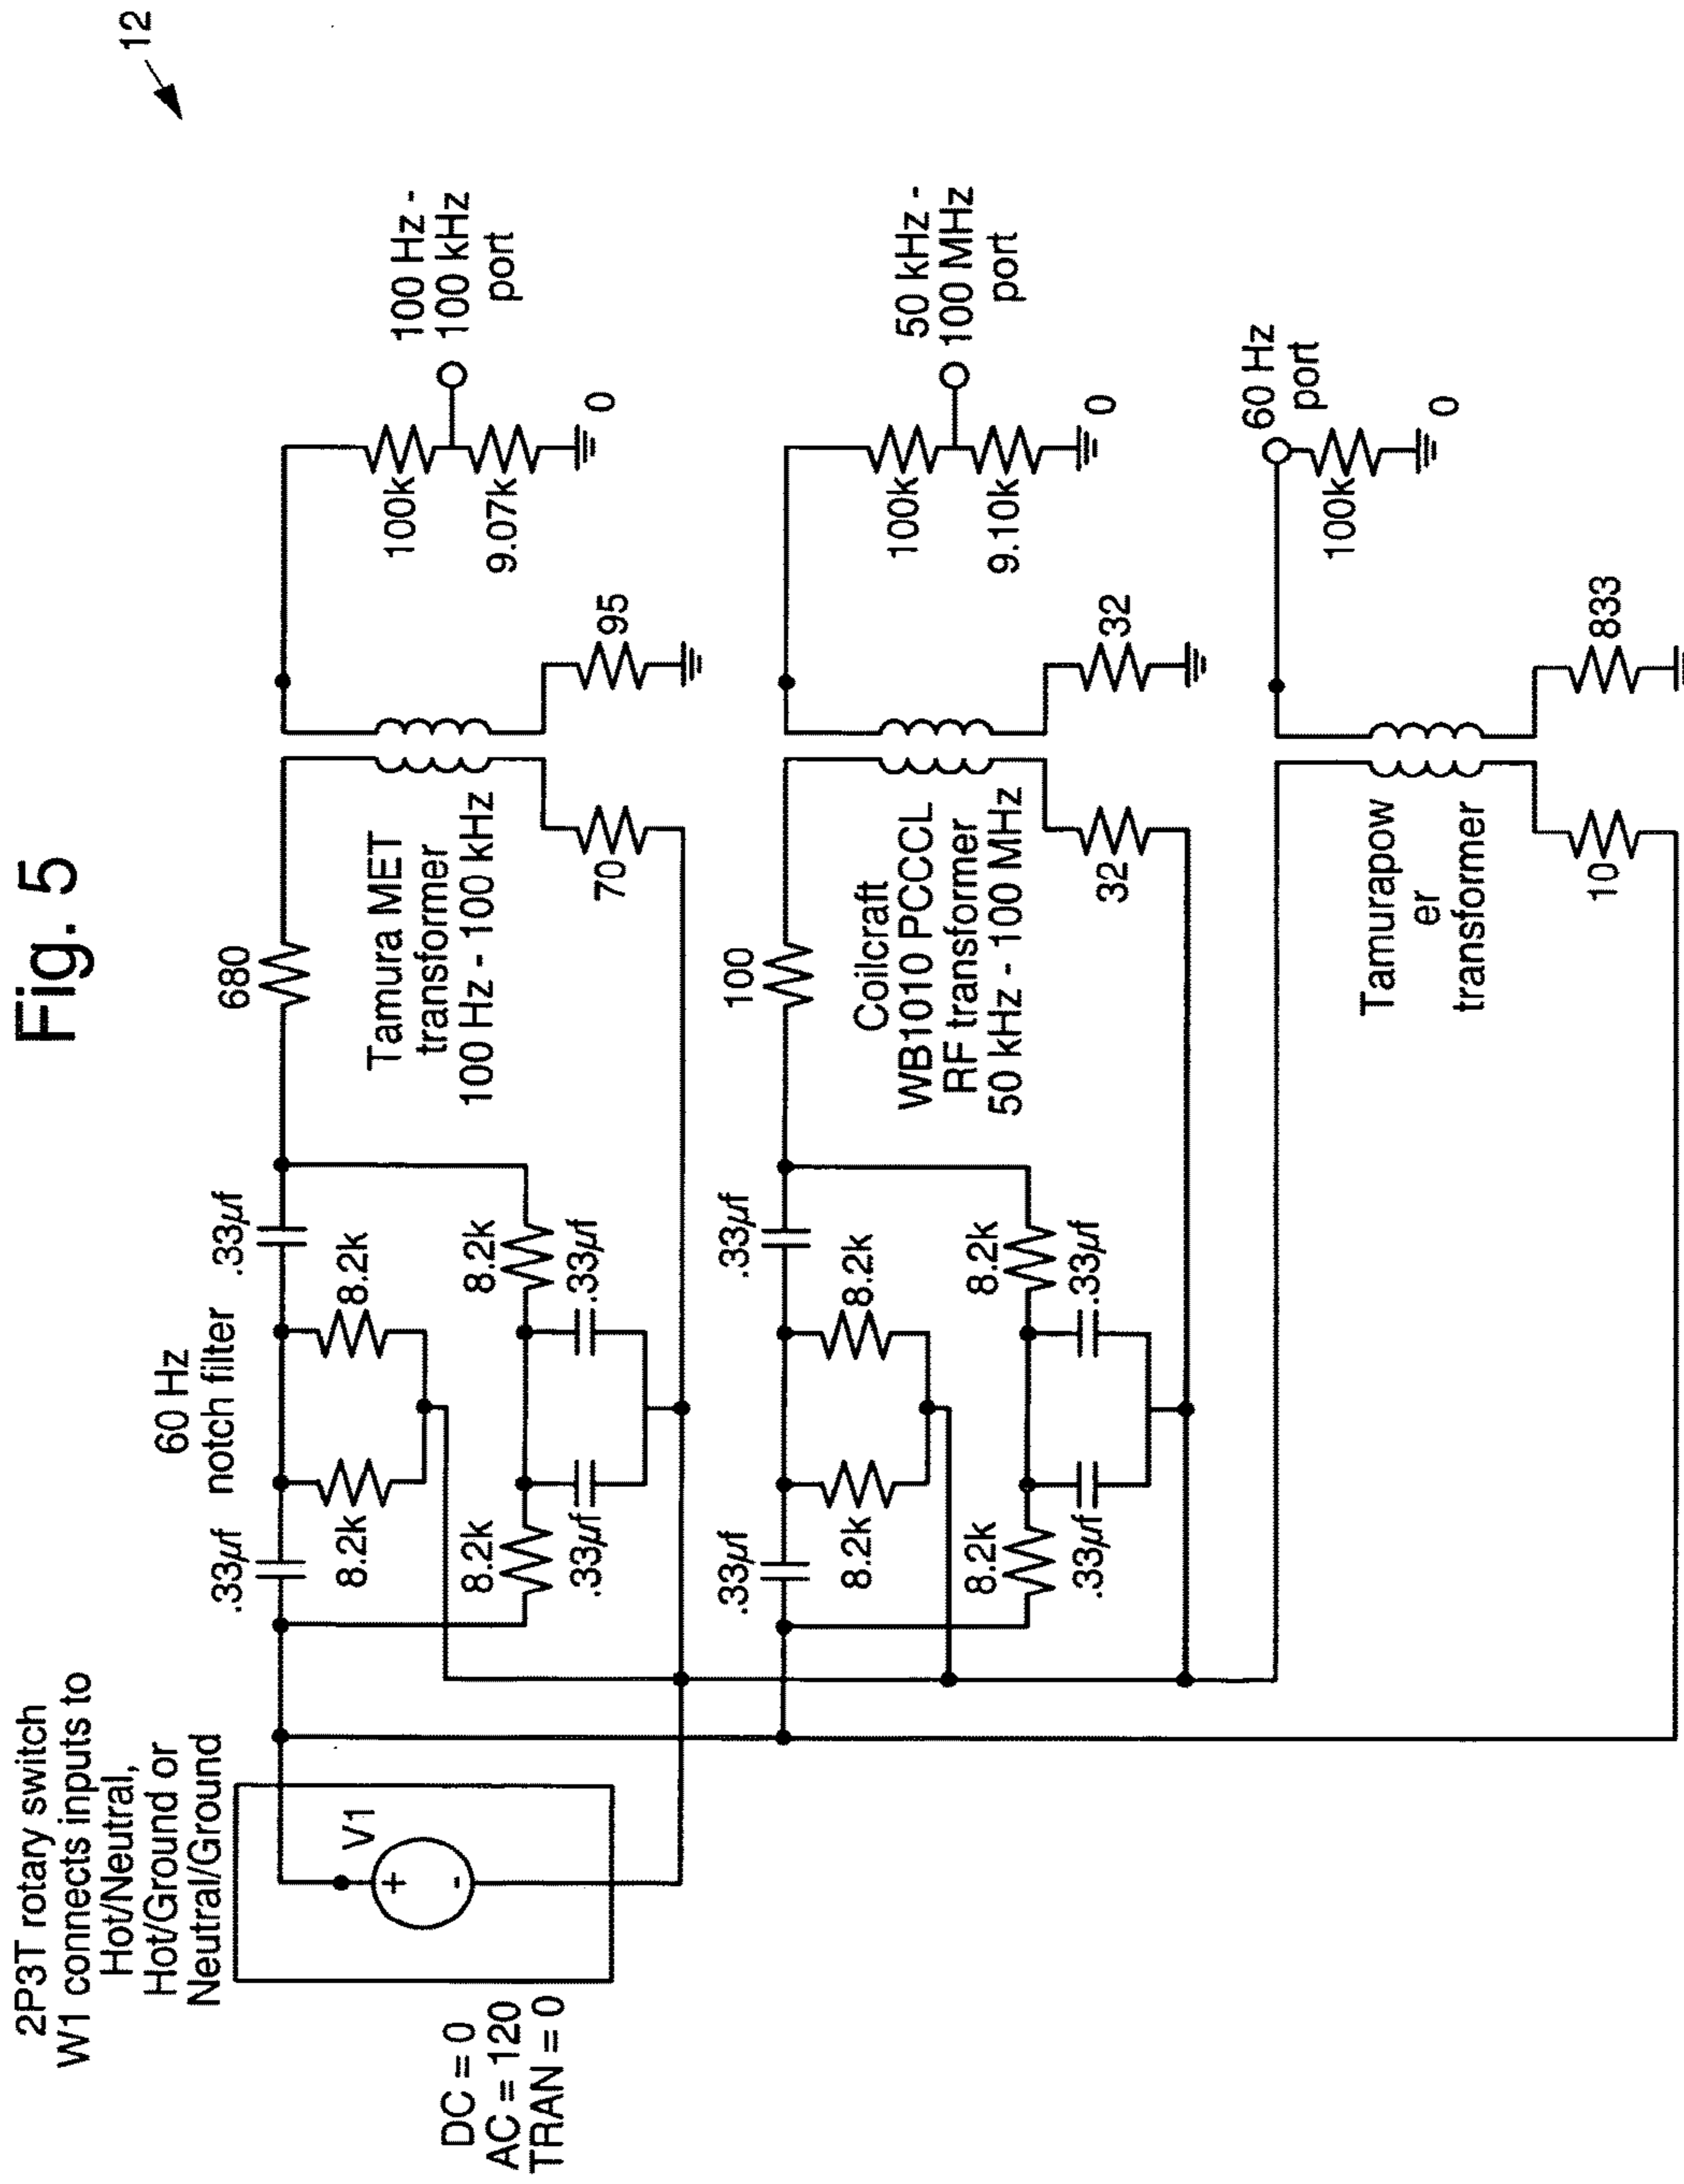 Fig. 5
12
2P3T rotary switch
W1 connects inputs to
Hot/Neutral,
Hot/Ground or
Neutral/Ground
V1
+
-
DC = 0
AC = 120
TRAN = 0
60 Hz
notch filter
.33µf
.33µf
8.2k
8.2k
8.2k
8.2k
.33µf
.33µf
680
Tamura MET
transformer
100 Hz - 100 kHz
70
95
100k
9.07k
0
100 Hz -
100 kHz
port
.33µf
.33µf
8.2k
8.2k
8.2k
8.2k
.33µf
.33µf
100
Coilcraft
WB1010 PCCCL
RF transformer
50 kHz - 100 MHz
32
32
100k
9.10k
0
50 kHz -
100 MHz
port
Tamurapow
er
transformer
10
833
60 Hz
port
100k
0